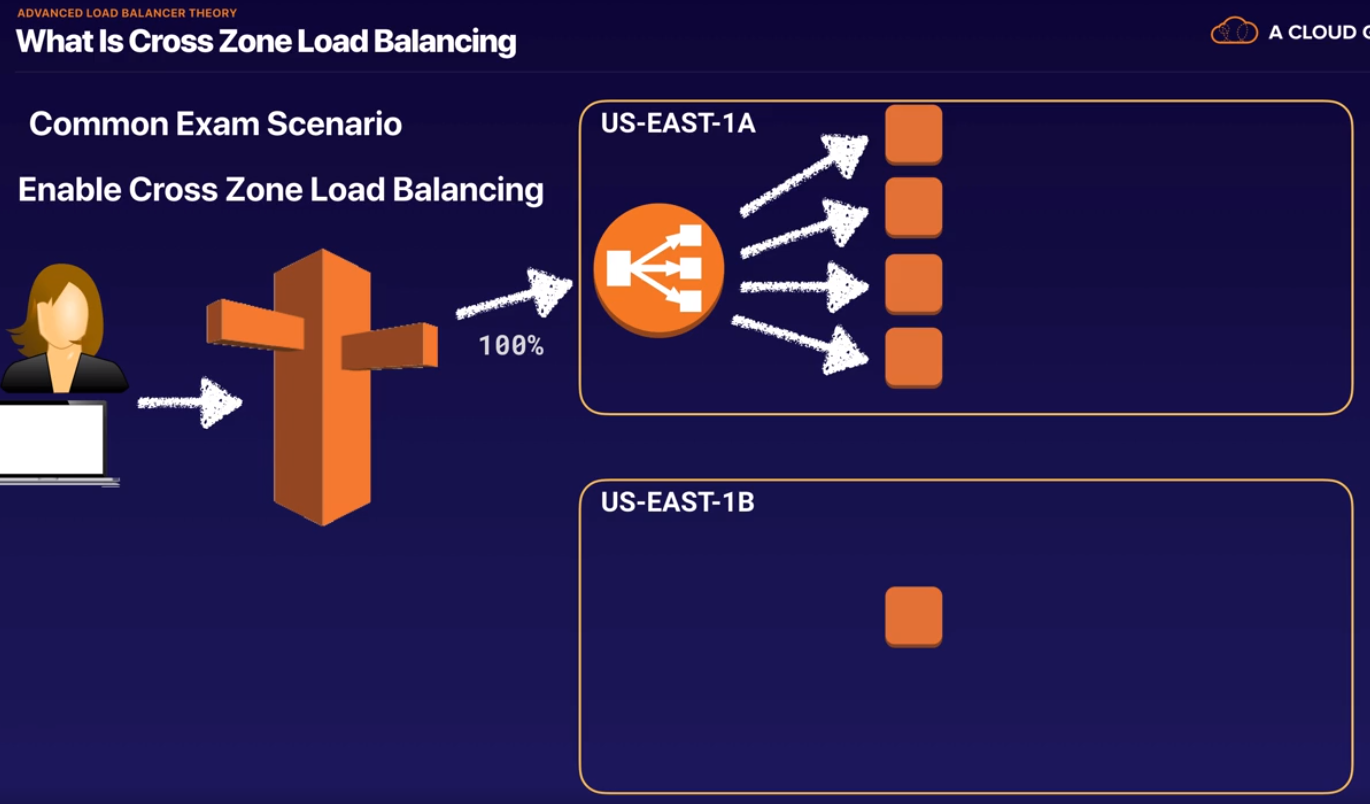 ADVANCED LOAD BALANCER THEORY
What Is Cross Zone Load Balancing
A CLOUD
Common Exam Scenario
Enable Cross Zone Load Balancing
US-EAST-1A
100%
US-EAST-1B